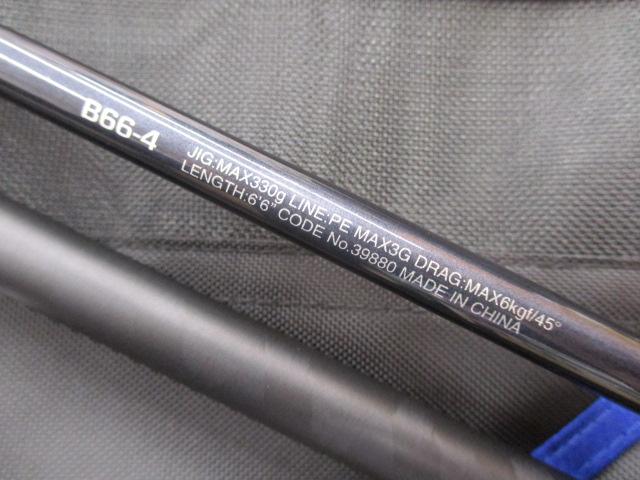 B66-4
JIG:MAX330g LINE:PE MAX3G DRAG:MAX6kgf/45°
LENGTH:6'6" CODE No.39880 MADE IN CHINA